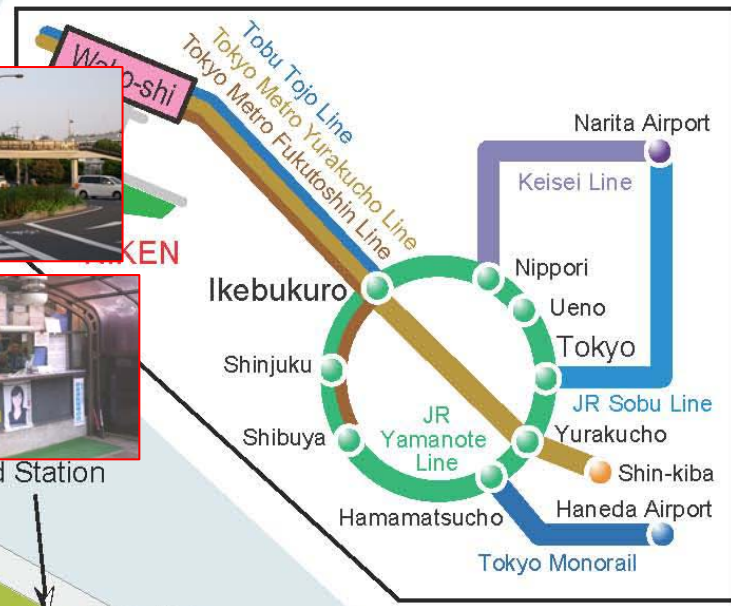 Wako-shi
Tobu Tojo Line
Tokyo Metro Yurakucho Line
Tokyo Metro Fukutoshin Line
Narita Airport
Keisei Line
Nippori
Ikebukuro
Ueno
Tokyo
Shinjuku
JR Sobu Line
JR
Yamanote
Line
Shibuya
Yurakucho
Shin-kiba
Hamamatsucho
Haneda Airport
Tokyo Monorail
Station